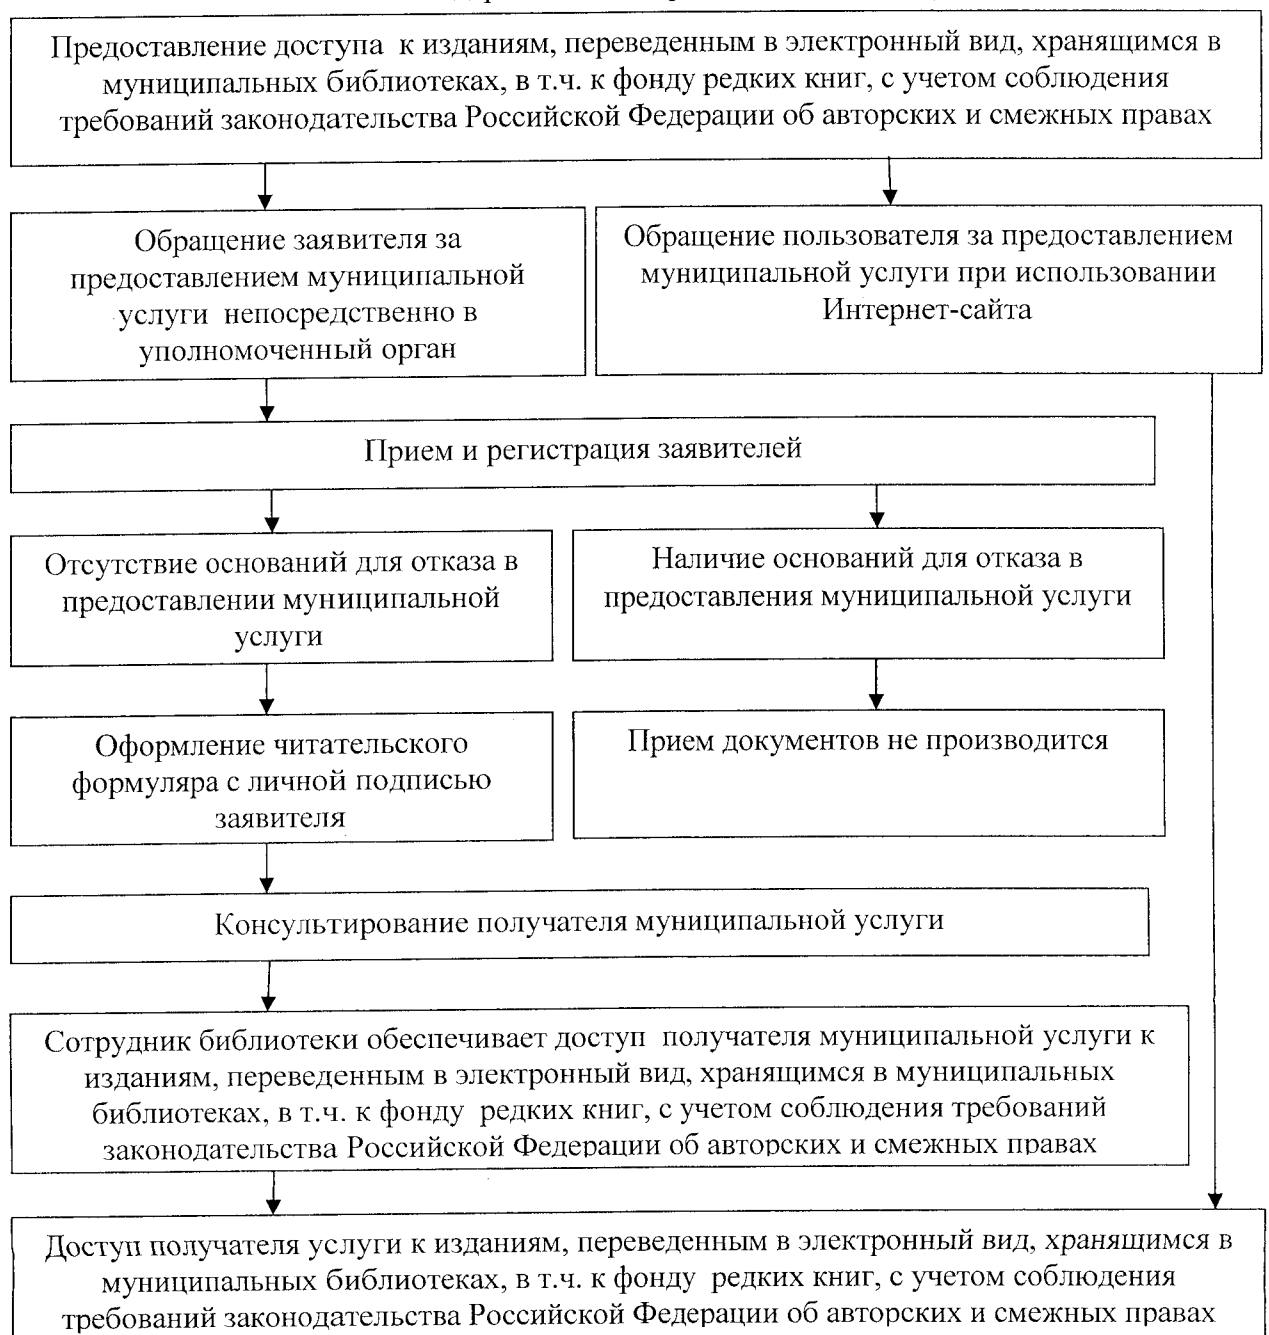 Предоставление доступа к изданиям, переведенным в электронный вид, хранящимся в
муниципальных библиотеках, в т.ч. к фонду редких книг, с учетом соблюдения
требований законодательства Российской Федерации об авторских и смежных правах
Обращение заявителя за
предоставлением муниципальной
услуги непосредственно в
уполномоченный орган
Обращение пользователя за предоставлением
муниципальной услуги при использовании
Интернет-сайта
Прием и регистрация заявителей
Отсутствие оснований для отказа в
предоставлении муниципальной
услуги
Наличие оснований для отказа в
предоставления муниципальной услуги
Оформление читательского
формуляра с личной подписью
заявителя
Прием документов не производится
Консультирование получателя муниципальной услуги
Сотрудник библиотеки обеспечивает доступ получателя муниципальной услуги к
изданиям, переведенным в электронный вид, хранящимся в муниципальных
библиотеках, в т.ч. к фонду редких книг, с учетом соблюдения требований
законодательства Российской Федерации об авторских и смежных правах
Доступ получателя услуги к изданиям, переведенным в электронный вид, хранящимся в
муниципальных библиотеках, в т.ч. к фонду редких книг, с учетом соблюдения
требований законодательства Российской Федерации об авторских и смежных правах